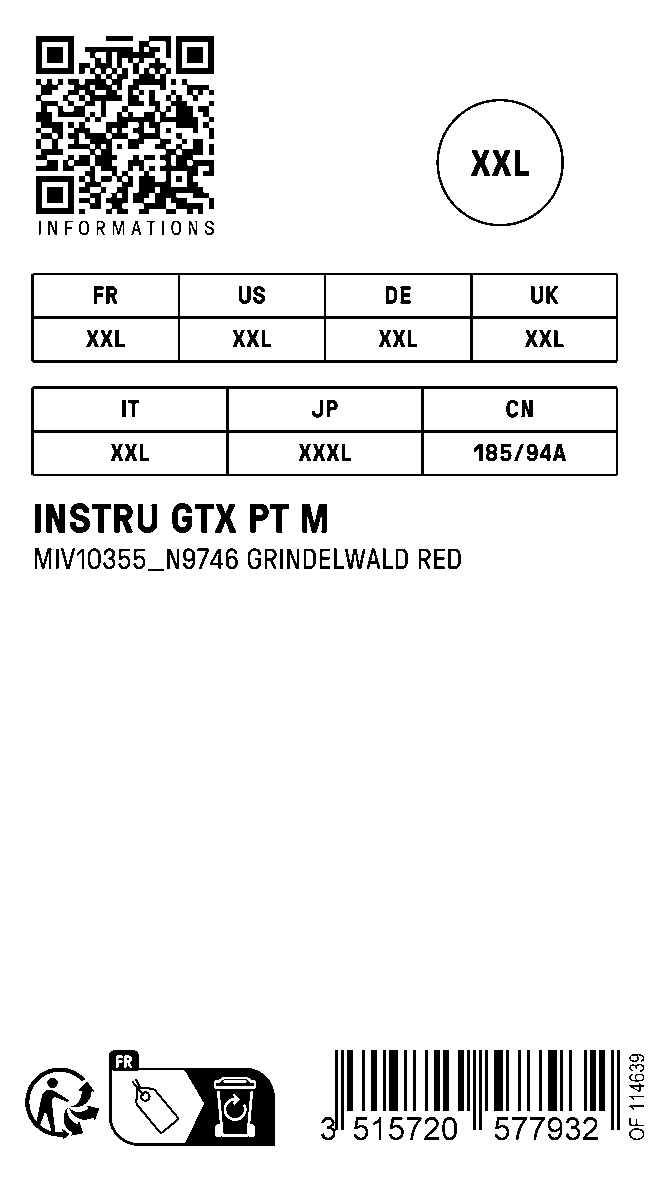 INFORMATIONS
XXL
FR US DE UK
XXL XXL XXL XXL
IT JP CN
XXL XXXL 185/94A
INSTRU GTX PT M
MIV10355_N9746 GRINDELWALD RED
FR
3 515720 577932
OF 114639